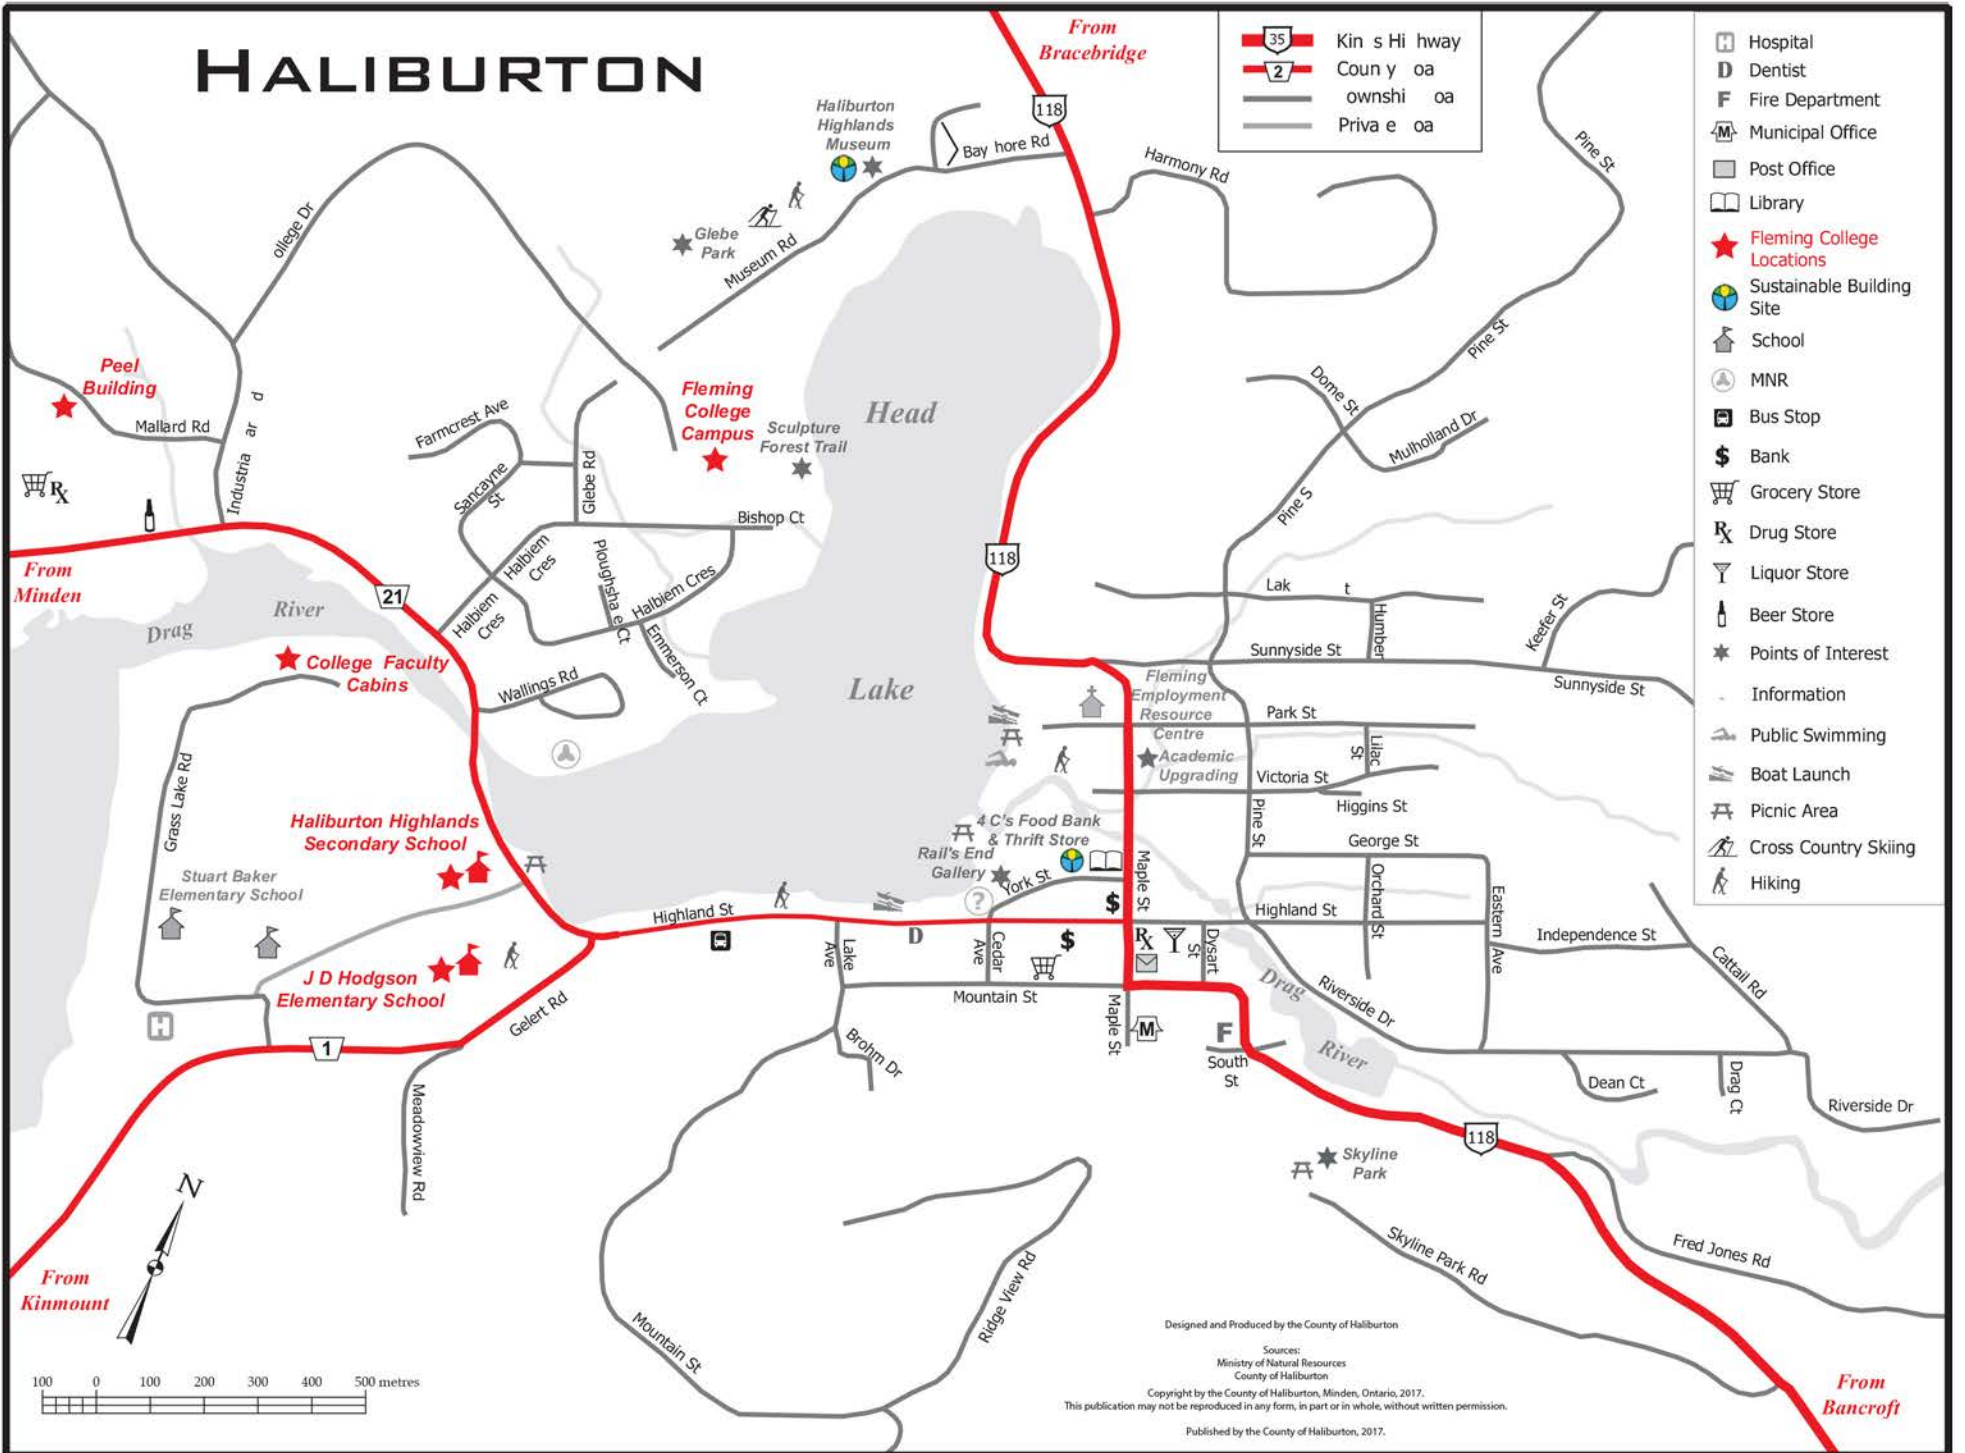 HALIBURTON
From
Bracebridge
35
Kin s Hi hway
2
Coun y oa
ownshi oa
Priva e oa
H Hospital
D Dentist
F Fire Department
M Municipal Office
Post Office
Library
Fleming College
Locations
Sustainable Building
Site
School
MNR
Bus Stop
$ Bank
Grocery Store
Rx Drug Store
Liquor Store
Beer Store
Points of Interest
Information
Public Swimming
Boat Launch
Picnic Area
Cross Country Skiing
Hiking
Haliburton
Highlands
Museum
118
Bay hore Rd
Harmony Rd
Pine St
ollege Dr
Glebe
Park
Museum Rd
Pine St
Peel
Building
Mallard Rd
Industria ar d
Farmcrest Ave
Sancayne
St
Glebe Rd
Fleming
College
Campus
Sculpture
Forest Trail
Head
Dome St
Mulholland Dr
Pine S
Rx
Bishop Ct
Halbiem
Cres
Ploughsha e Ct
Halbiem Cres
Halbiem
Cres
Emmerson Ct
118
From
Minden
21
River
Drag
College Faculty
Cabins
Wallings Rd
Lake
Lak t
Humber
Keefer St
Sunnyside St
Sunnyside St
Fleming
Employment
Resource
Centre
Academic
Upgrading
Park St
Lilac
St
Victoria St
Higgins St
Pine St
George St
Grass Lake Rd
Haliburton Highlands
Secondary School
Stuart Baker
Elementary School
4 C's Food Bank
& Thrift Store
Rail's End
Gallery
York St
?
Maple St
$
Orchard St
Eastern Ave
Highland St
Highland St
Independence St
Cattail Rd
J D Hodgson
Elementary School
Gelert Rd
Lake
Ave
D
Cedar
Ave
$
Rx
Dysart
St
Drag
Riverside Dr
Mountain St
Maple St
M
F
South
St
River
H
1
Brohm Dr
Meadowview Rd
Dean Ct
Drag Ct
Riverside Dr
118
Skyline
Park
Skyline Park Rd
Fred Jones Rd
N
From
Kinmount
Mountain St
Ridge View Rd
100 0 100 200 300 400 500 metres
Designed and Produced by the County of Haliburton
Sources:
Ministry of Natural Resources
County of Haliburton
Copyright by the County of Haliburton, Minden, Ontario, 2017.
This publication may not be reproduced in any form, in part or in whole, without written permission.
Published by the County of Haliburton, 2017.
From
Bancroft